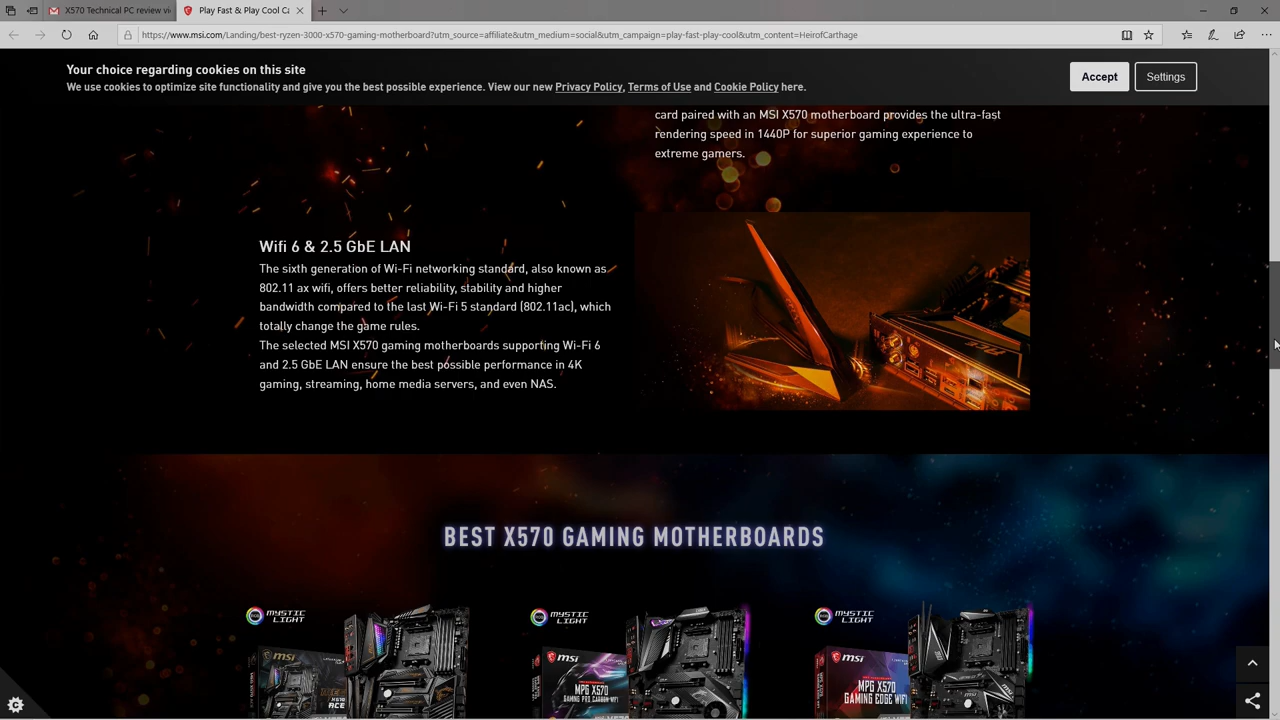 X570 Technical PC review vi
Play Fast & Play Cool Ca
https://www.msi.com/Landing/best-ryzen-3000-x570-gaming-motherboard?utm_source=affiliate&utm_medium=social&utm_campaign=play-fast-play-cool&utm_content=HeirofCarthage
Your choice regarding cookies on this site
We use cookies to optimize site functionality and give you the best possible experience. View our new Privacy Policy, Terms of Use and Cookie Policy here.
Accept
Settings
card paired with an MSI X570 motherboard provides the ultra-fast
rendering speed in 1440P for superior gaming experience to
extreme gamers.
Wifi 6 & 2.5 GbE LAN
The sixth generation of Wi-Fi networking standard, also known as
802.11 ax wifi, offers better reliability, stability and higher
bandwidth compared to the last Wi-Fi 5 standard (802.11ac), which
totally change the game rules.
The selected MSI X570 gaming motherboards supporting Wi-Fi 6
and 2.5 GbE LAN ensure the best possible performance in 4K
gaming, streaming, home media servers, and even NAS.
BEST X570 GAMING MOTHERBOARDS
MYSTIC
LIGHT
MYSTIC
LIGHT
MYSTIC
LIGHT
msi
X570
ACE
msi
MPG X570
GAMING PRO CARBON WIFI
msi
MPG X570
GAMING EDGE WIFI